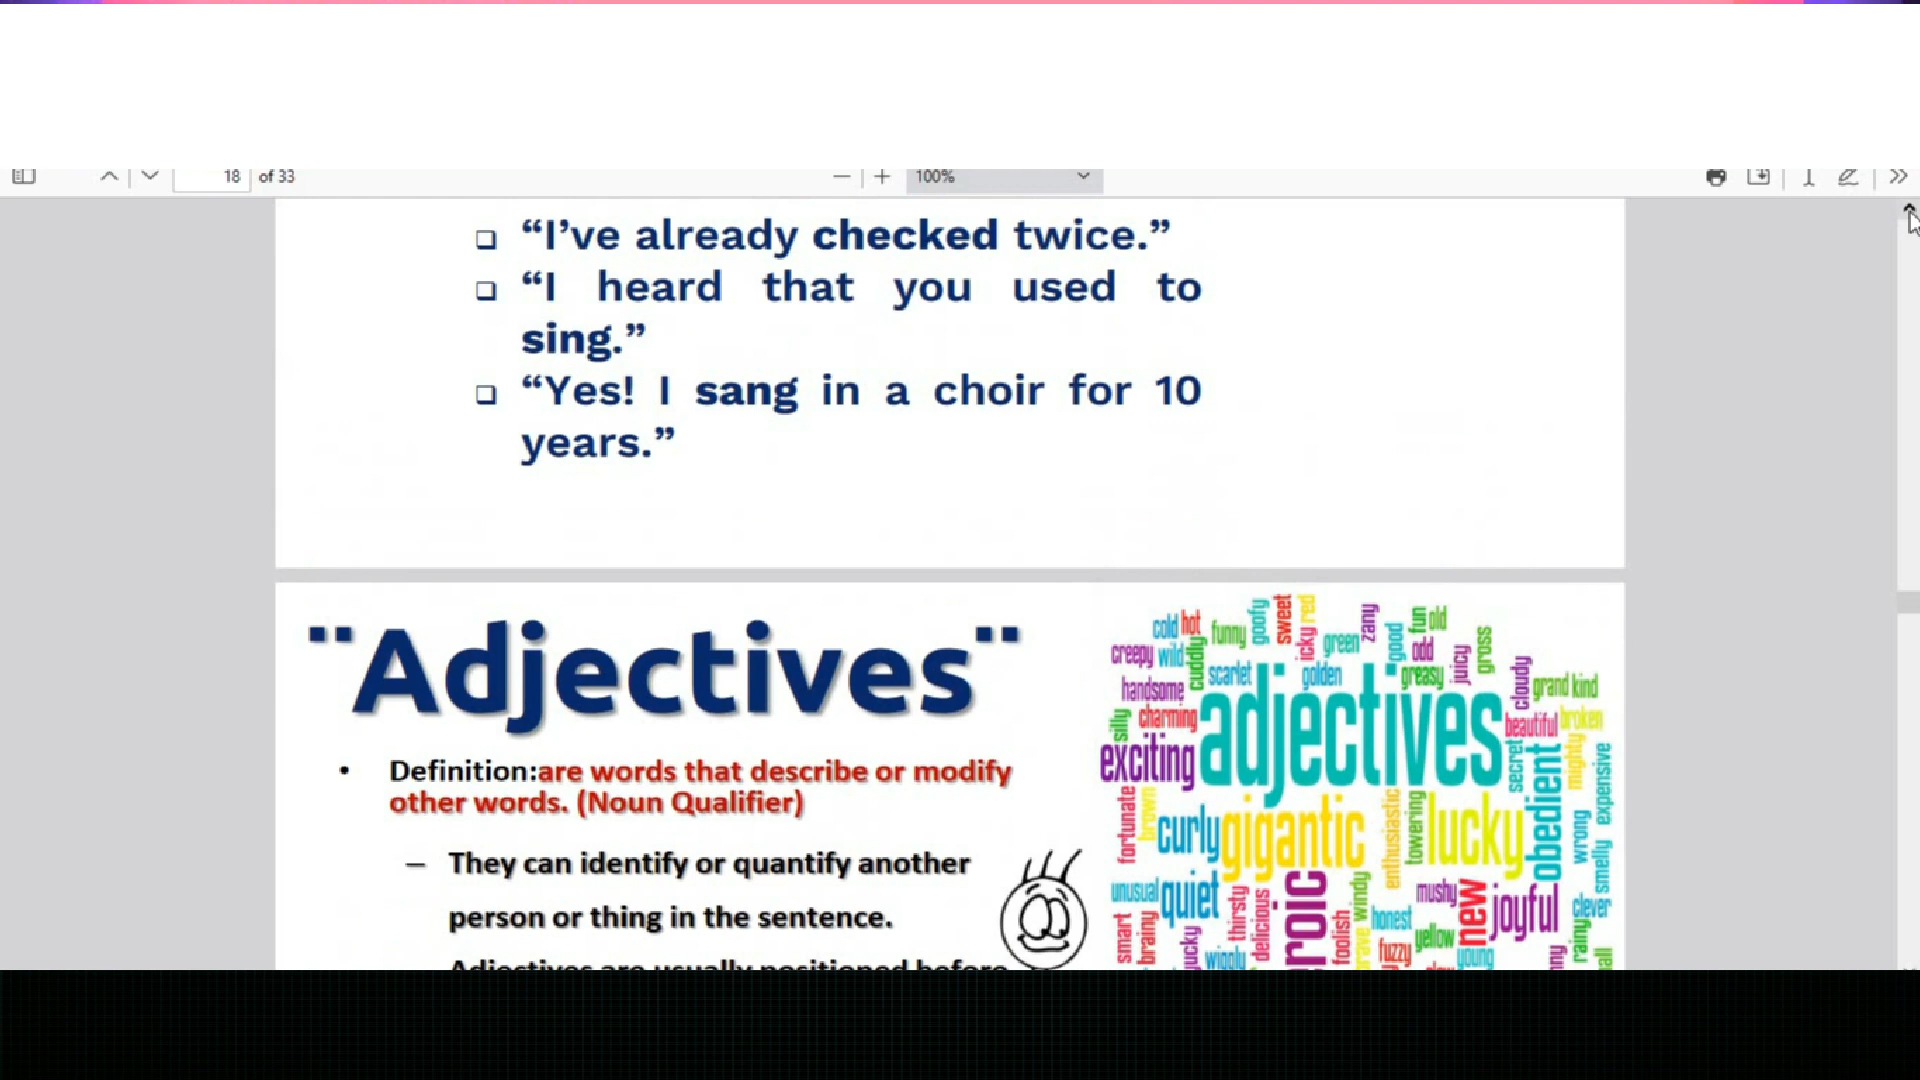 18 of 33
100%
“I’ve already checked twice.”
“I heard that you used to
sing.”
“Yes! I sang in a choir for 10
years.”
¨Adjectives¨
• Definition:are words that describe or modify
other words. (Noun Qualifier)
– They can identify or quantify another
person or thing in the sentence.
Adjectives are usually positioned before
cold hot funny goofy sweet icky red green zany good fun old
creepy wild cuddly scarlet golden greasy odd juicy gross
handsome cloudy grand kind
silly charming adjectives beautiful broken
exciting secret mighty expensive
fortunate brown curly gigantic enthusiastic towering lucky obedient wrong smelly
unusual quiet thirsty delicious windy honest mushy new joyful clever
smart brainy foolish brave fuzzy yellow young rainy
wiggly